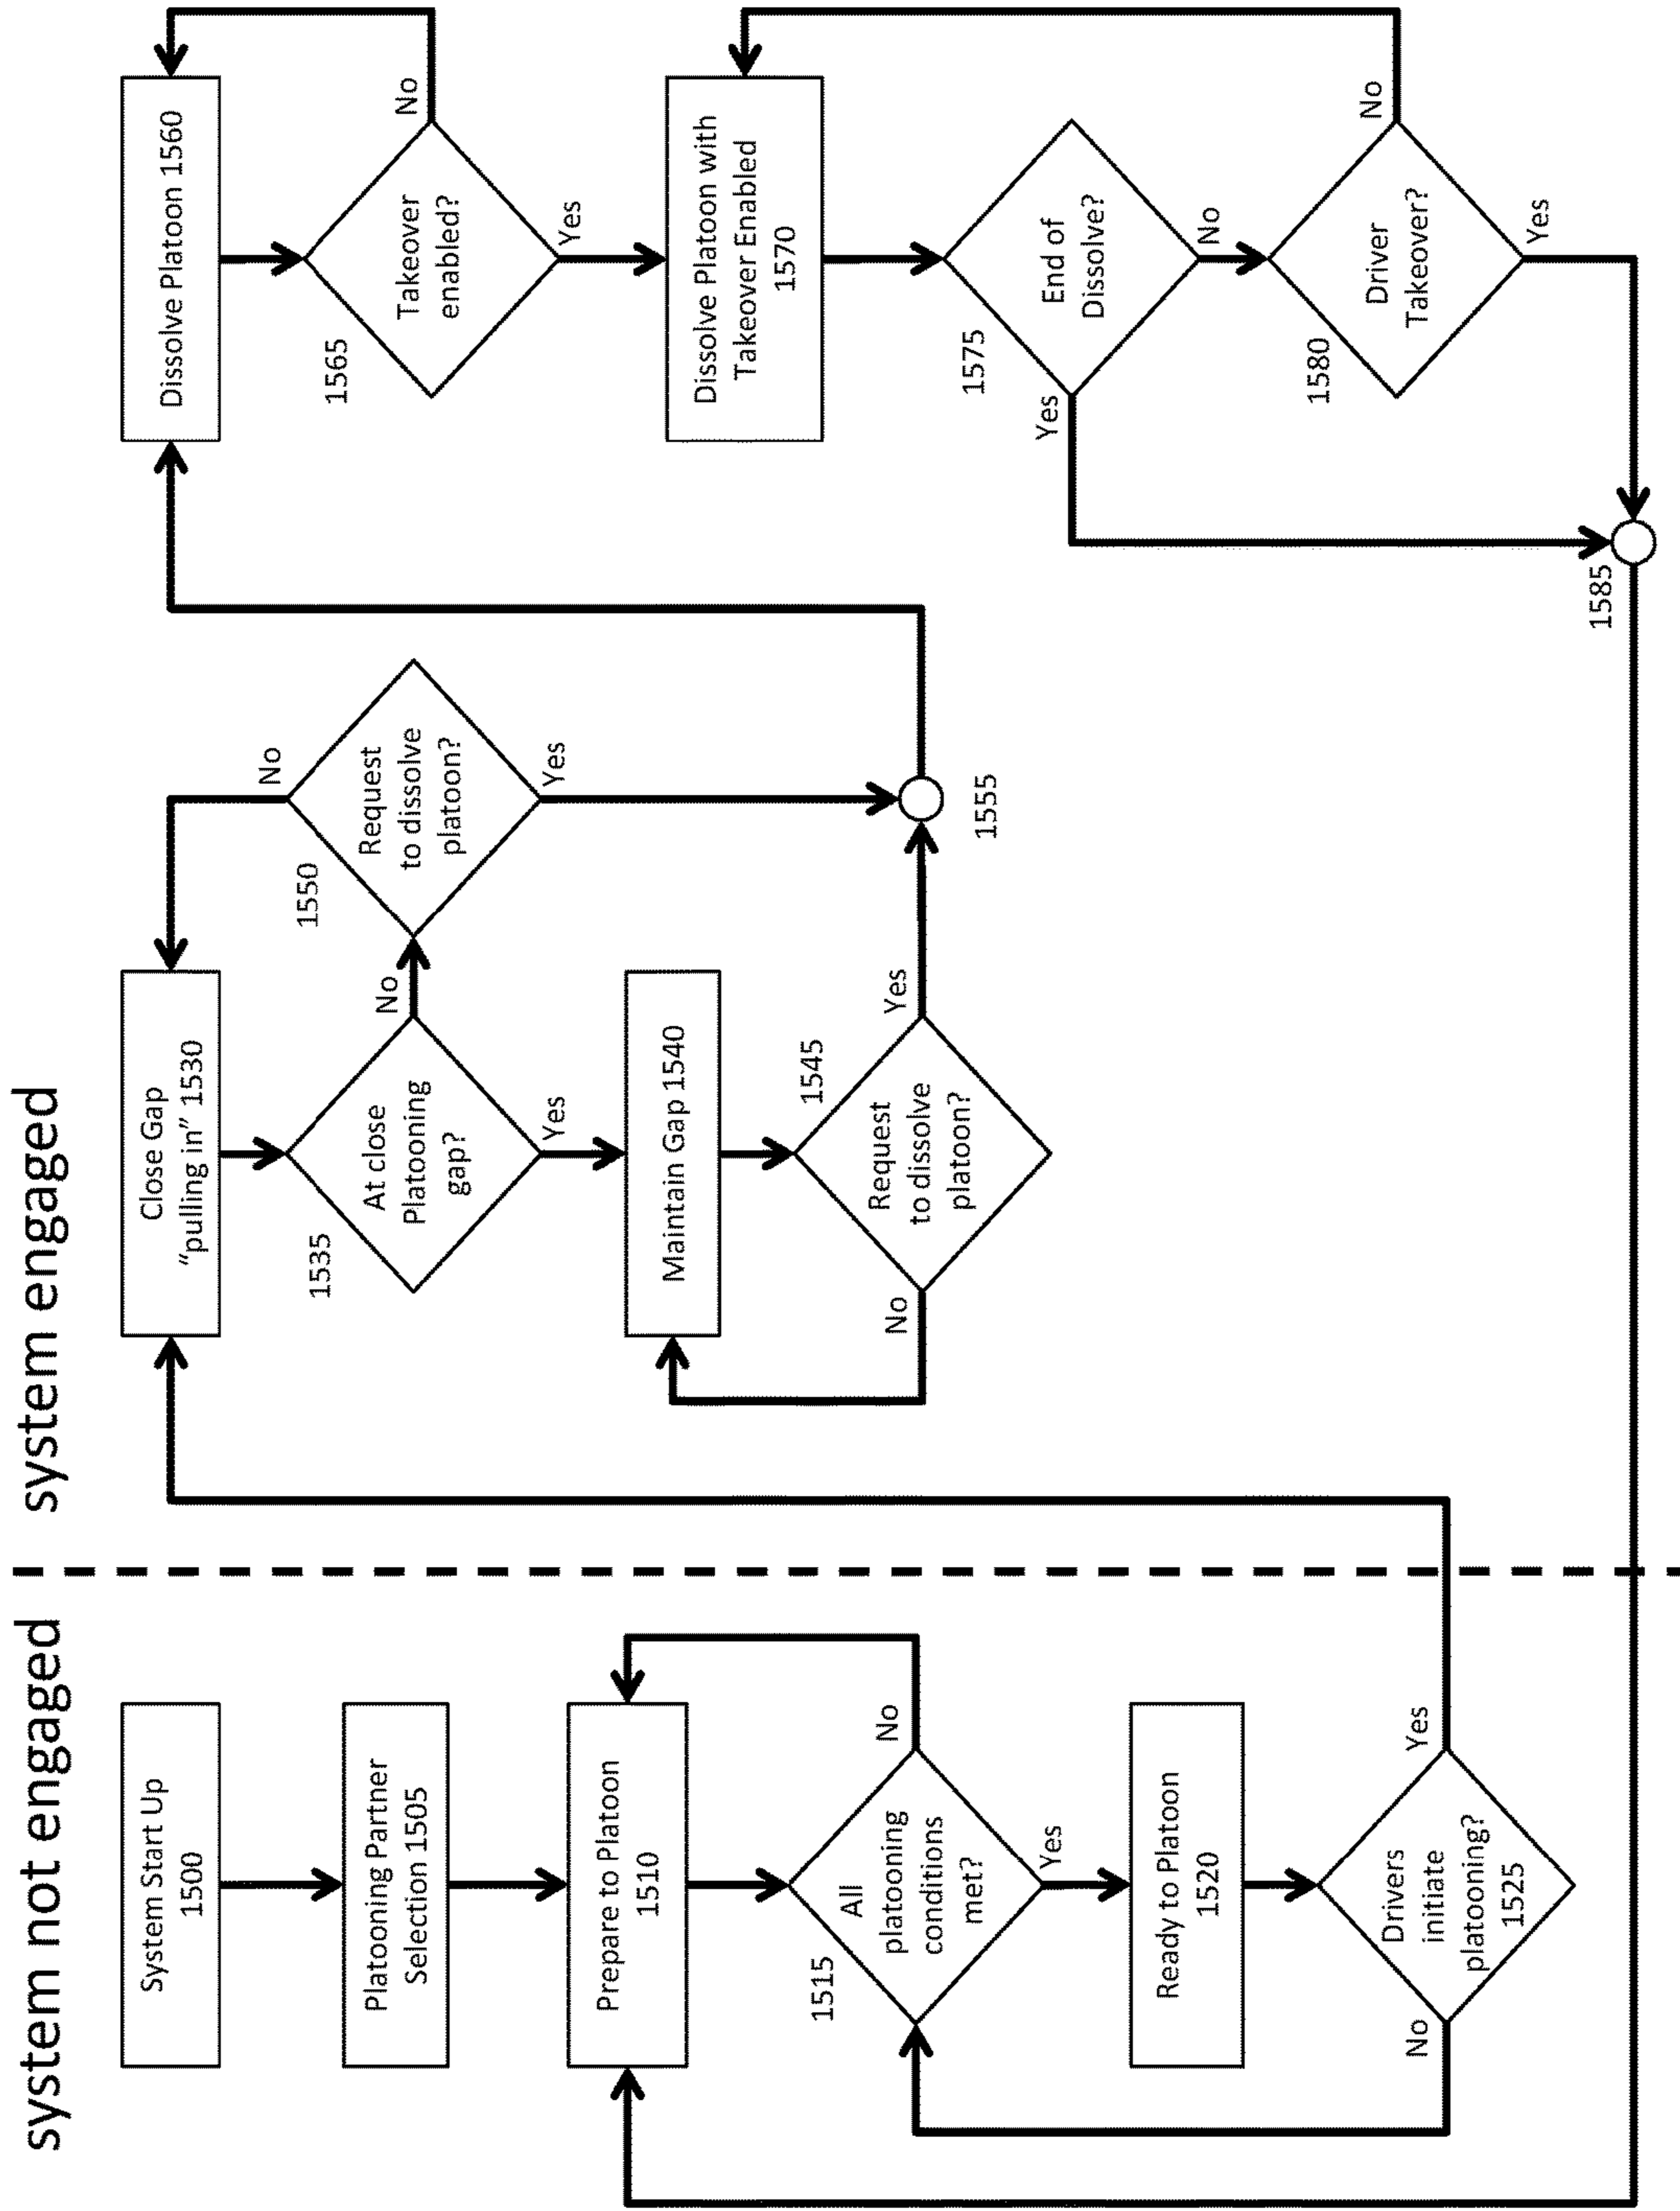 system not engaged
System Start Up
1500
Platooning Partner
Selection 1505
Prepare to Platoon
1510
1515
All
platooning
conditions
met?
No
Yes
Ready to Platoon
1520
Drivers
initiate
platooning?
1525
No
Yes
system engaged
Close Gap
“pulling in” 1530
1535
At close
Platooning
gap?
No
Yes
1550
Request
to dissolve
platoon?
No
Yes
Maintain Gap 1540
1545
Request
to dissolve
platoon?
No
Yes
1555
Dissolve Platoon 1560
1565
Takeover
enabled?
No
Yes
Dissolve Platoon with
Takeover Enabled
1570
1575
End of
Dissolve?
Yes
No
1580
Driver
Takeover?
No
Yes
1585